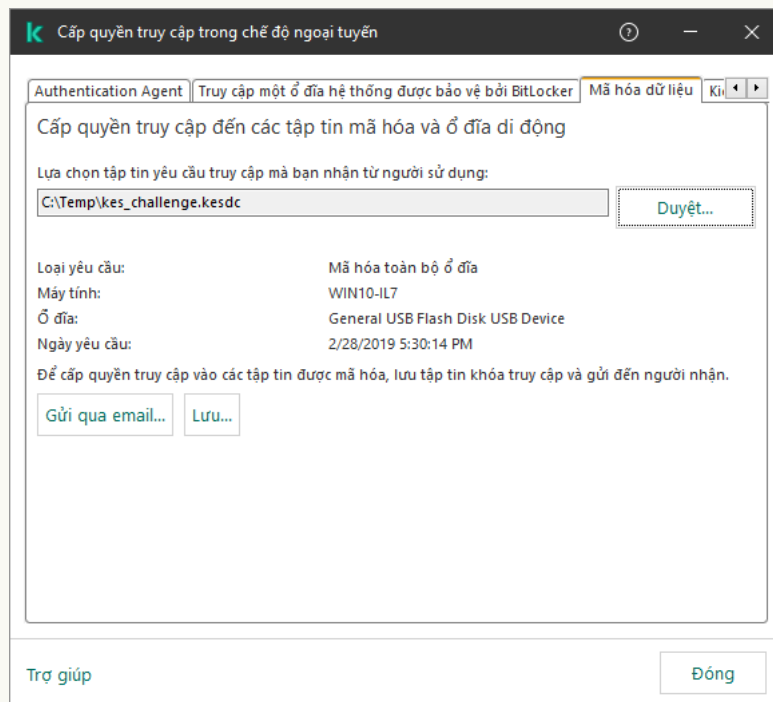 Cấp quyền truy cập trong chế độ ngoại tuyến
Authentication Agent Truy cập một ổ đĩa hệ thống được bảo vệ bởi BitLocker Mã hóa dữ liệu
Cấp quyền truy cập đến các tập tin mã hóa và ổ đĩa di động
Lựa chọn tập tin yêu cầu truy cập mà bạn nhận từ người sử dụng:
C:\Temp\kes_challenge.kesdc Duyệt...
Loại yêu cầu: Mã hóa toàn bộ ổ đĩa
Máy tính: WIN10-IL7
Ổ đĩa: General USB Flash Disk USB Device
Ngày yêu cầu: 2/28/2019 5:30:14 PM
Để cấp quyền truy cập vào các tập tin được mã hóa, lưu tập tin khóa truy cập và gửi đến người nhận.
Gửi qua email... Lưu...
Trợ giúp Đóng